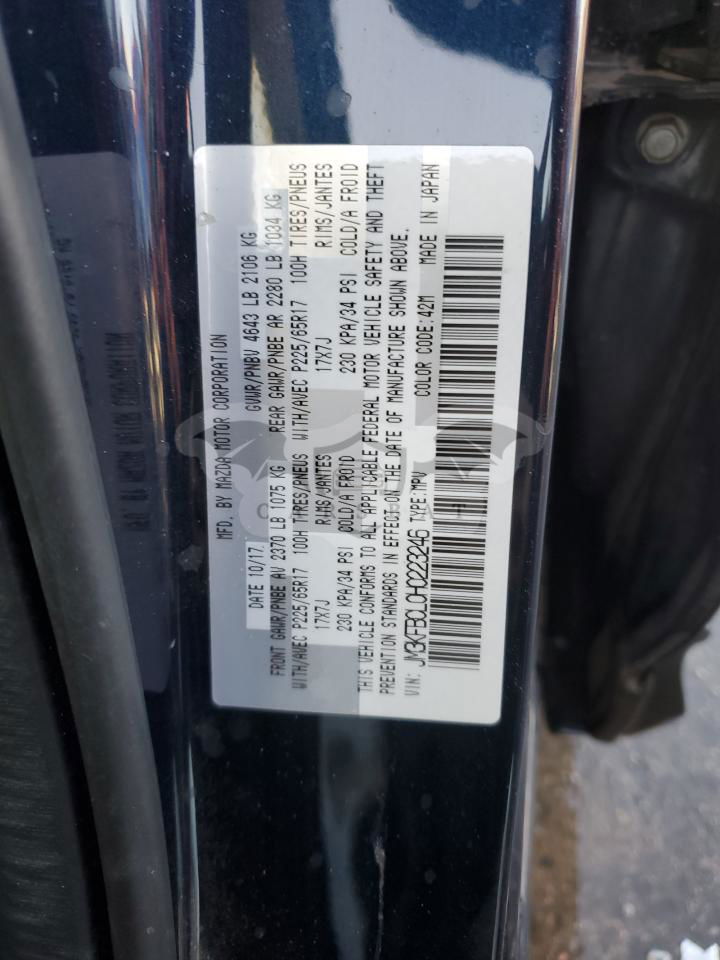 MFD. BY MAZDA MOTOR CORPORATION
DATE 10/17 GVWR/PNBV 4643 LB 2106 KG
FRONT GAWR/PNBE AV 2370 LB 1075 KG REAR GAWR/PNBE AR 2280 LB 1034 KG
WITH/AVEC P225/65R17 100H TIRES/PNEUS WITH/AVEC P225/65R17 100H TIRES/PNEUS
17X7J RIMS/JANTES 17X7J RIMS/JANTES
230 KPA/34 PSI COLD/A FROID 230 KPA/34 PSI COLD/A FROID
THIS VEHICLE CONFORMS TO ALL APPLICABLE FEDERAL MOTOR VEHICLE SAFETY AND THEFT
PREVENTION STANDARDS IN EFFECT ON THE DATE OF MANUFACTURE SHOWN ABOVE.
VIN: JM3KFBCL0H0223246 TYPE:MPV COLOR CODE:42M MADE IN JAPAN